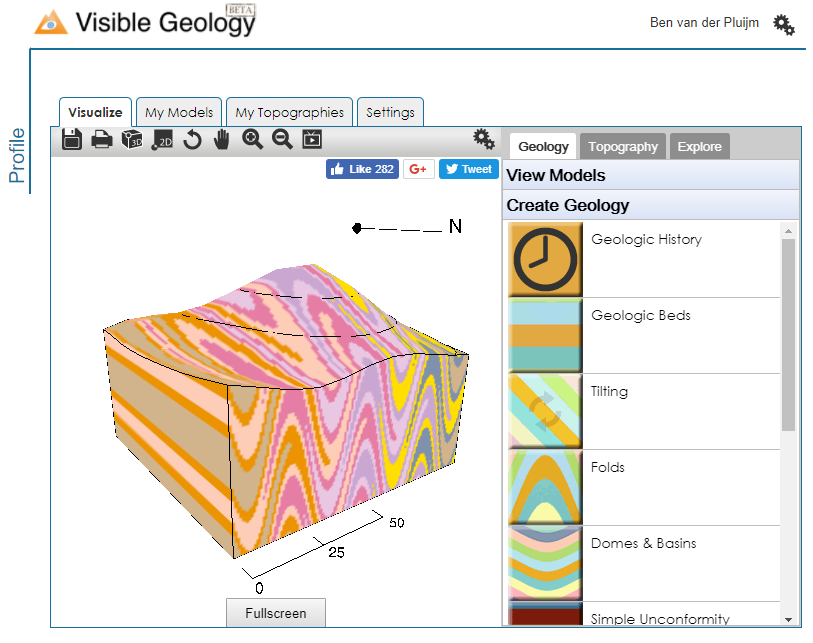 Visible Geology
BETA
Ben van der Pluijm
Profile
Visualize
My Models
My Topographies
Settings
3D
2D
Geology
Topography
Explore
Like 282
G+
Tweet
View Models
Create Geology
N
Geologic History
Geologic Beds
Tilting
Folds
Domes & Basins
Simple Unconformity
50
25
0
Fullscreen